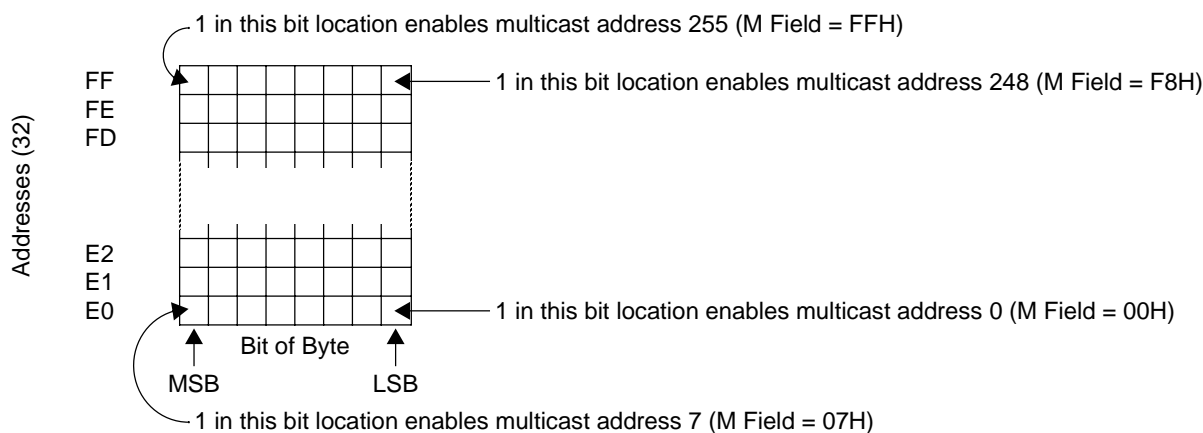 1 in this bit location enables multicast address 255 (M Field = FFH)
FF
1 in this bit location enables multicast address 248 (M Field = F8H)
FE
FD
Addresses (32)
E2
E1
E0
1 in this bit location enables multicast address 0 (M Field = 00H)
Bit of Byte
MSB
LSB
1 in this bit location enables multicast address 7 (M Field = 07H)